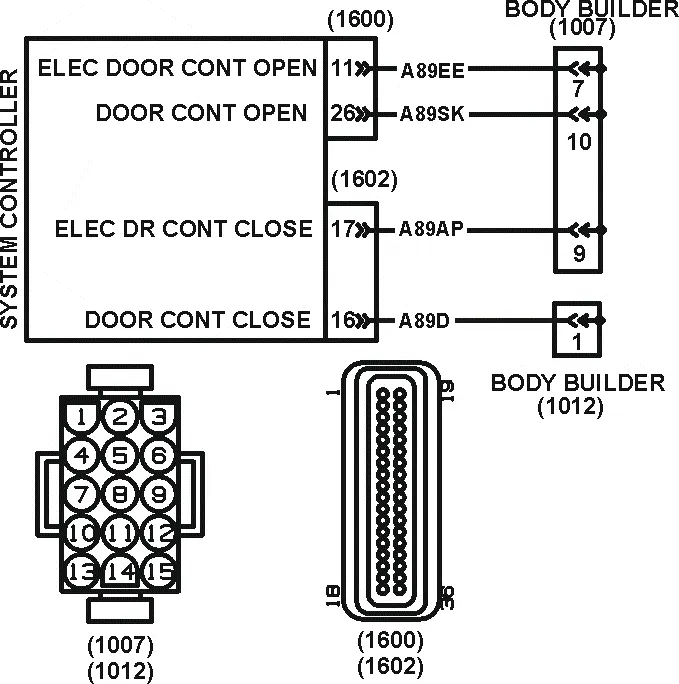 (1600)
BODY BUILDER
(1007)
SYSTEM CONTROLLER
ELEC DOOR CONT OPEN 11 A89EE 7
DOOR CONT OPEN 26 A89SK 10
(1602)
ELEC DR CONT CLOSE 17 A89AP 9
DOOR CONT CLOSE 16 A89D 1
BODY BUILDER
(1012)
1 2 3
4 5 6
7 8 9
10 11 12
13 14 15
(1007)
(1012)
1 19
18 36
(1600)
(1602)